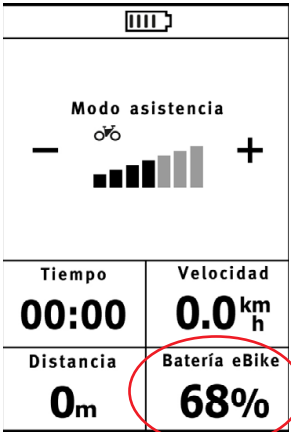 Modo asistencia
− +
Tiempo
Velocidad
00:00
0.0 km/h
Distancia
Batería eBike
0m
68%